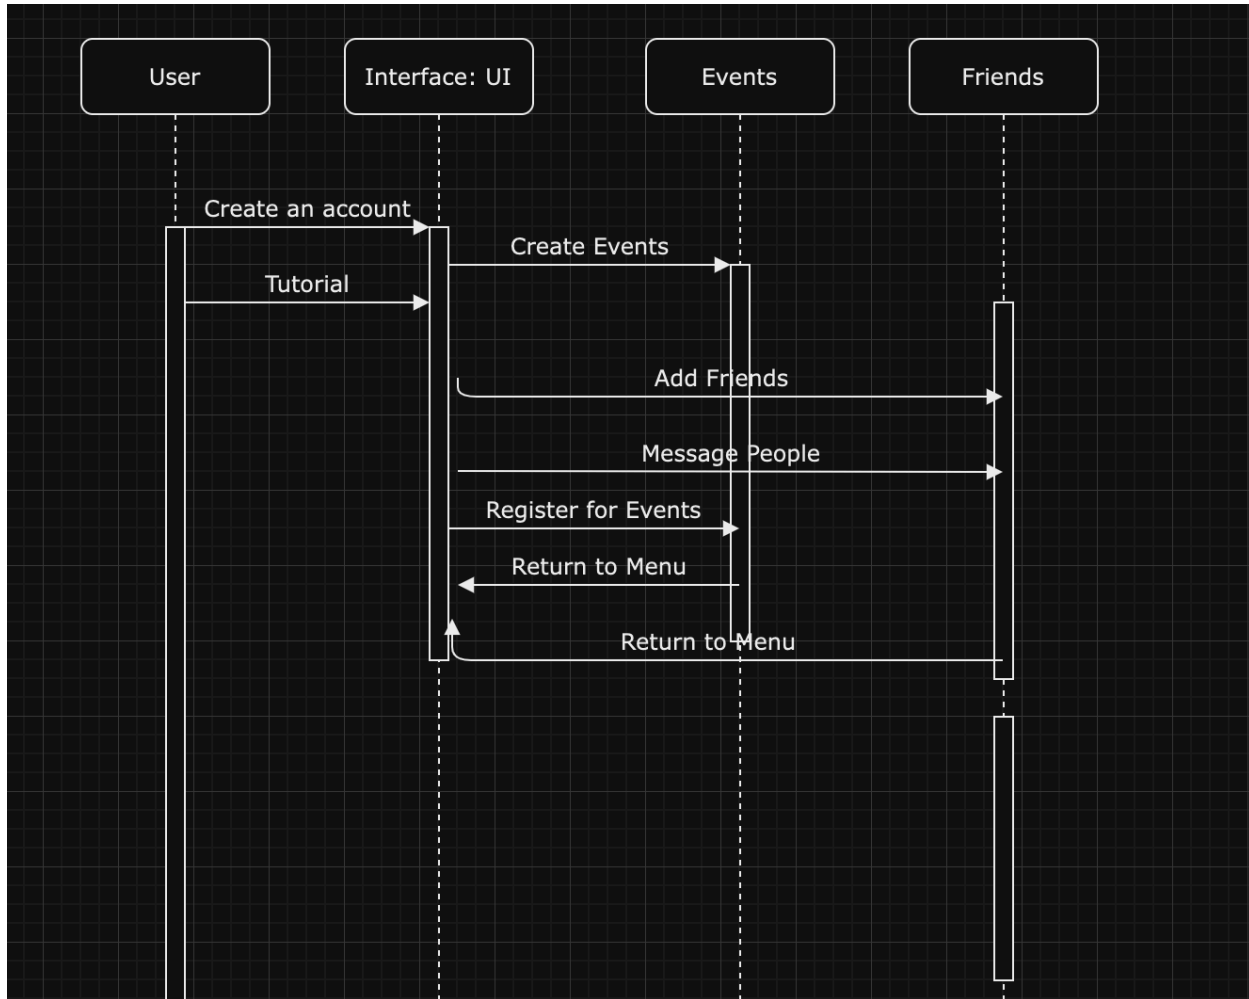 User
Interface: UI
Events
Friends
Create an account
Create Events
Tutorial
Add Friends
Message People
Register for Events
Return to Menu
Return to Menu